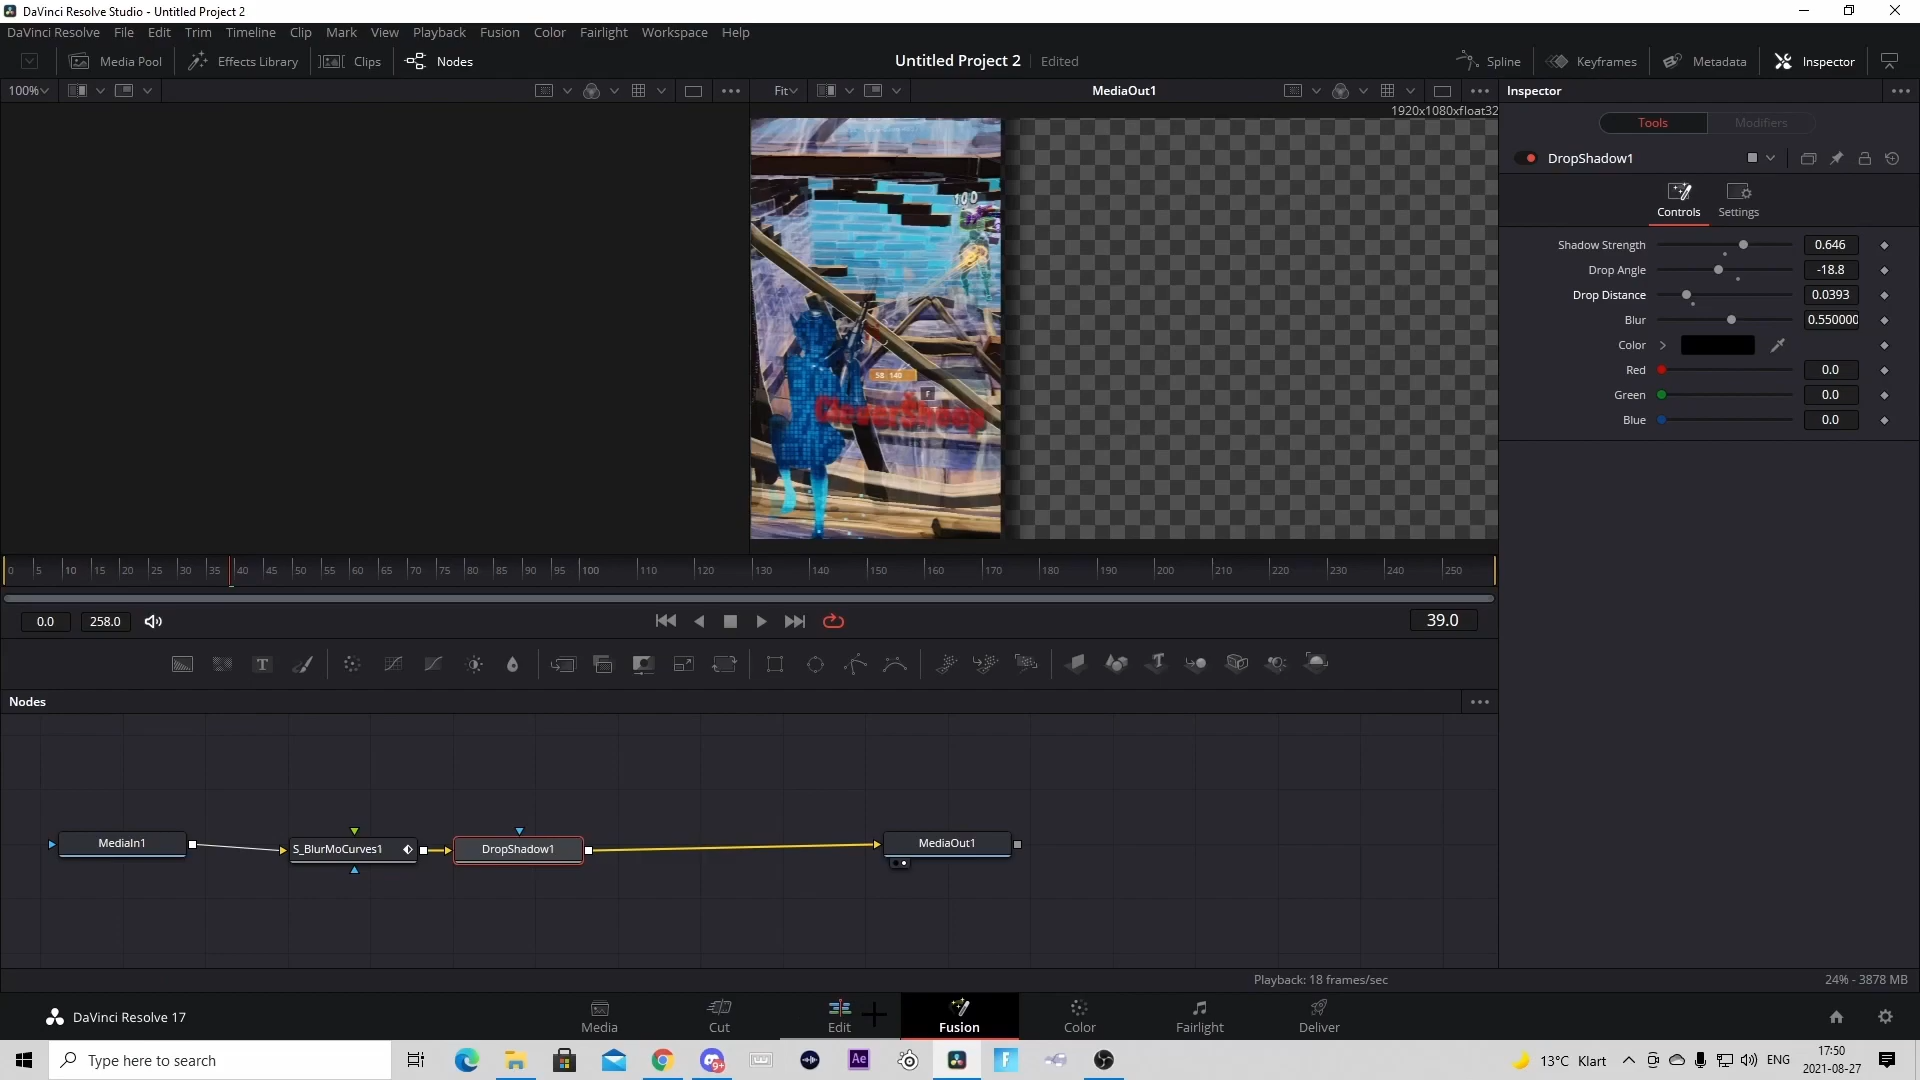 DaVinci Resolve Studio - Untitled Project 2
DaVinci Resolve File Edit Trim Timeline Clip Mark View Playback Fusion Color Fairlight Workspace Help
Media Pool Effects Library Clips Nodes Untitled Project 2 Edited Spline Keyframes Metadata Inspector
100% Fit MediaOut1 Inspector
1920x1080xfloat32
Tools Modifiers
DropShadow1
Controls Settings
Shadow Strength 0.646
Drop Angle -18.8
Drop Distance 0.0393
Blur 0.550000
Color
Red 0.0
Green 0.0
Blue 0.0
100
58 140
F
CleverSheep
0 5 10 15 20 25 30 35 40 45 50 55 60 65 70 75 80 85 90 95 100 110 120 130 140 150 160 170 180 190 200 210 220 230 240 250
0.0 258.0 39.0
T T
Nodes
MediaIn1 S_BlurMoCurves1 DropShadow1 MediaOut1
Playback: 18 frames/sec 24% - 3878 MB
DaVinci Resolve 17 Media Cut Edit Fusion Color Fairlight Deliver
Type here to search 9+ Ae F 13°C Klart ENG 17:50
2021-08-27